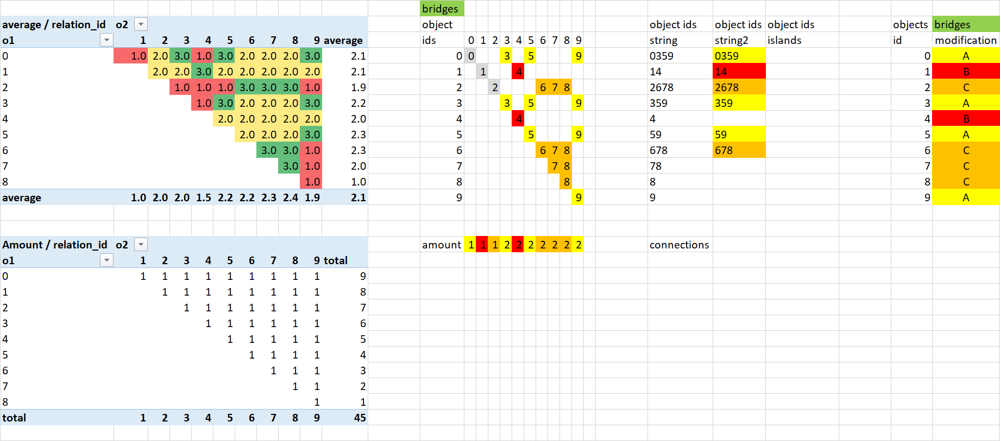 bridges
average / relation_id o2 object object ids object ids object ids objects bridges
o1 1 2 3 4 5 6 7 8 9 average ids 0 1 2 3 4 5 6 7 8 9 string string2 islands id modification
0 1.0 2.0 3.0 1.0 3.0 2.0 2.0 2.0 3.0 2.1 0 0 3 5 9 0359 0359 0 A
1 2.0 2.0 3.0 2.0 2.0 2.0 2.0 2.0 2.1 1 1 4 14 14 1 B
2 1.0 1.0 1.0 3.0 3.0 3.0 1.0 1.9 2 2 6 7 8 2678 2678 2 C
3 1.0 3.0 2.0 2.0 2.0 3.0 2.2 3 3 5 9 359 359 3 A
4 2.0 2.0 2.0 2.0 2.0 2.0 4 4 4 4 B
5 2.0 2.0 2.0 3.0 2.3 5 5 9 59 59 5 A
6 3.0 3.0 1.0 2.3 6 6 7 8 678 678 6 C
7 3.0 1.0 2.0 7 7 8 78 7 C
8 1.0 1.0 8 8 8 8 C
average 1.0 2.0 2.0 1.5 2.2 2.2 2.3 2.4 1.9 2.1 9 9 9 9 A
Amount / relation_id o2 amount 1 1 1 2 2 2 2 2 2 2 connections
o1 1 2 3 4 5 6 7 8 9 total
0 1 1 1 1 1 1 1 1 1 9
1 1 1 1 1 1 1 1 1 8
2 1 1 1 1 1 1 1 7
3 1 1 1 1 1 1 6
4 1 1 1 1 1 5
5 1 1 1 1 4
6 1 1 1 3
7 1 1 2
8 1 1
total 1 2 3 4 5 6 7 8 9 45